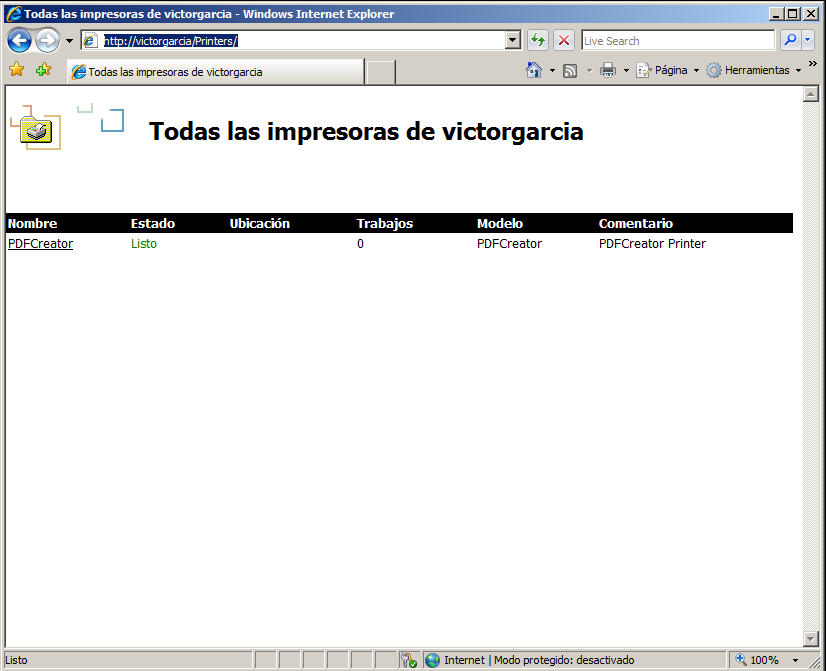 Todas las impresoras de victorgarcia - Windows Internet Explorer
http://victorgarcia/Printers/
Live Search
Todas las impresoras de victorgarcia
Página
Herramientas
»
Todas las impresoras de victorgarcia
Nombre Estado Ubicación Trabajos Modelo Comentario
PDFCreator Listo 0 PDFCreator PDFCreator Printer
Listo
Internet | Modo protegido: desactivado
100%